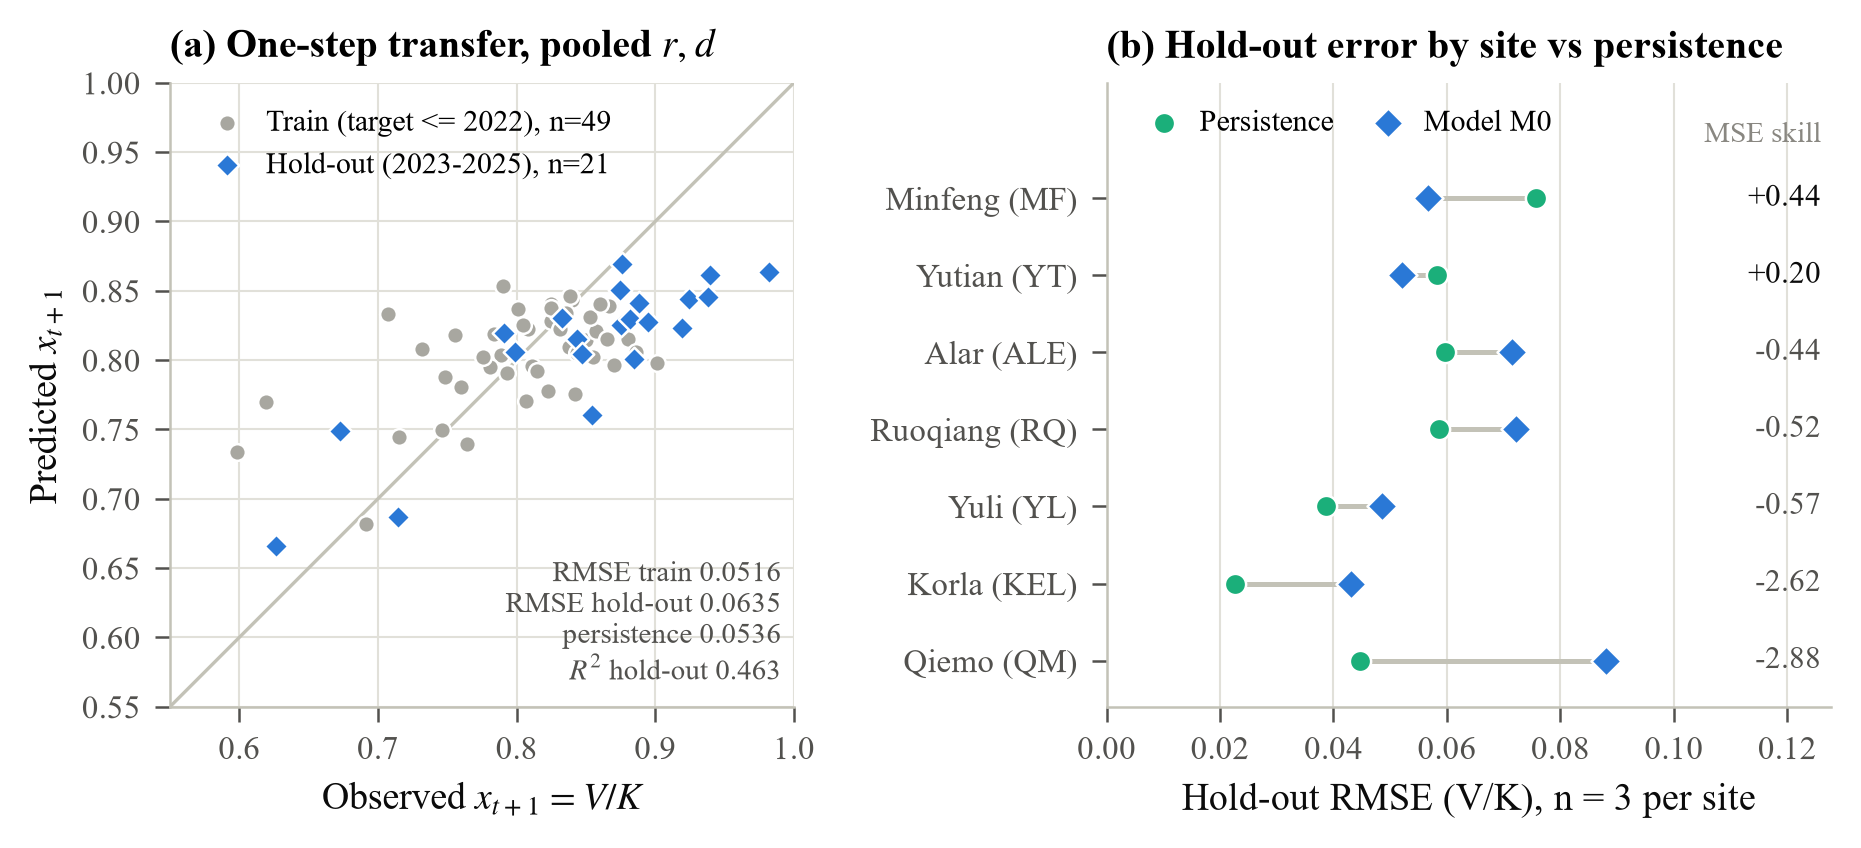 (a) One-step transfer, pooled r, d
1.00
0.95
0.90
0.85
0.80
0.75
0.70
0.65
0.60
0.55
Predicted x_{t+1}
Train (target <= 2022), n=49
Hold-out (2023-2025), n=21
RMSE train 0.0516
RMSE hold-out 0.0635
persistence 0.0536
R² hold-out 0.463
0.6 0.7 0.8 0.9 1.0
Observed x_{t+1} = V/K
(b) Hold-out error by site vs persistence
Persistence Model M0
MSE skill
Minfeng (MF) +0.44
Yutian (YT) +0.20
Alar (ALE) -0.44
Ruoqiang (RQ) -0.52
Yuli (YL) -0.57
Korla (KEL) -2.62
Qiemo (QM) -2.88
0.00 0.02 0.04 0.06 0.08 0.10 0.12
Hold-out RMSE (V/K), n = 3 per site